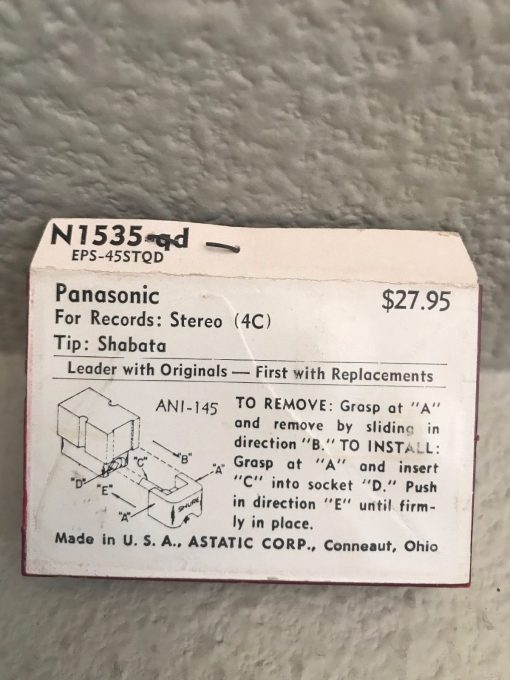 N1535-qd
EPS-45STQD
Panasonic $27.95
For Records: Stereo (4C)
Tip: Shabata
Leader with Originals — First with Replacements
ANI-145
"B"
"C"
"A"
"D"
"E"
"A"
SHURE
TO REMOVE: Grasp at "A"
and remove by sliding in
direction "B." TO INSTALL:
Grasp at "A" and insert
"C" into socket "D." Push
in direction "E" until firm-
ly in place.
Made in U. S. A., ASTATIC CORP., Conneaut, Ohio